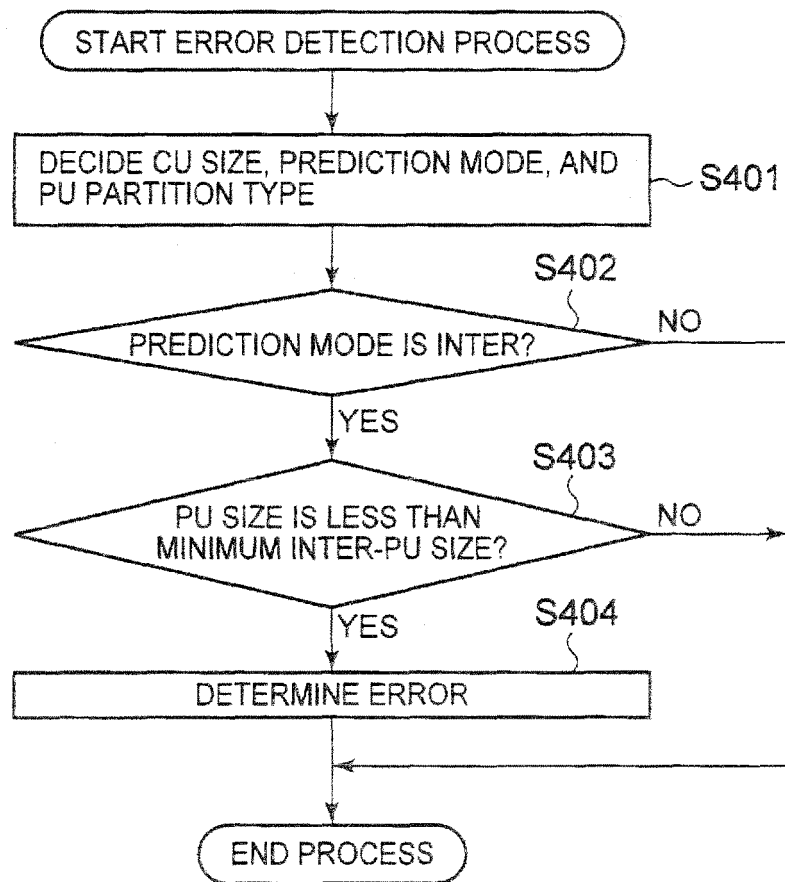 START ERROR DETECTION PROCESS
DECIDE CU SIZE, PREDICTION MODE, AND
PU PARTITION TYPE
S401
S402
PREDICTION MODE IS INTER?
NO
YES
S403
PU SIZE IS LESS THAN
MINIMUM INTER-PU SIZE?
NO
YES
S404
DETERMINE ERROR
END PROCESS